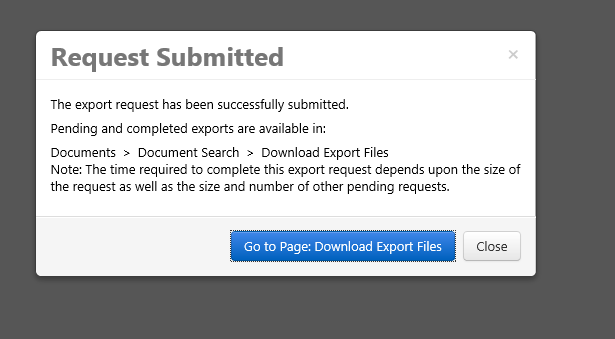 Request Submitted
×
The export request has been successfully submitted.
Pending and completed exports are available in:
Documents > Document Search > Download Export Files
Note: The time required to complete this export request depends upon the size of
the request as well as the size and number of other pending requests.
Go to Page: Download Export Files
Close